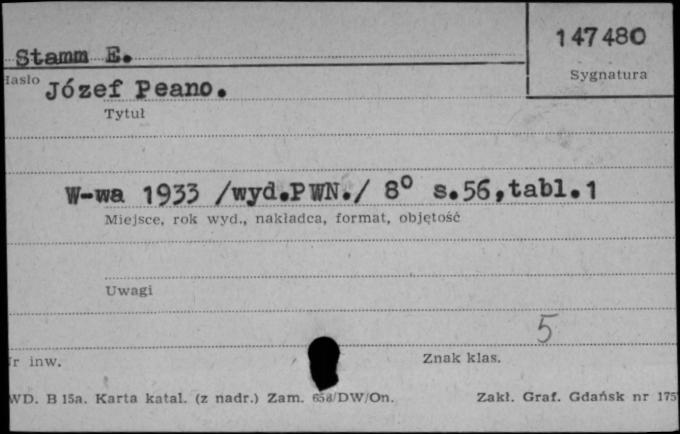 147480
Stamm E.
Sygnatura
Hasło
Józef Peano.
Tytuł
W-wa 1933 /wyd.PWN./ 8° s.56,tabl.1
Miejsce, rok wyd., nakładca, format, objętość
Uwagi
5
Nr inw.
Znak klas.
WD. B 15a. Karta katal. (z nadr.) Zam. /DW/On.
Zakł. Graf. Gdańsk nr 175